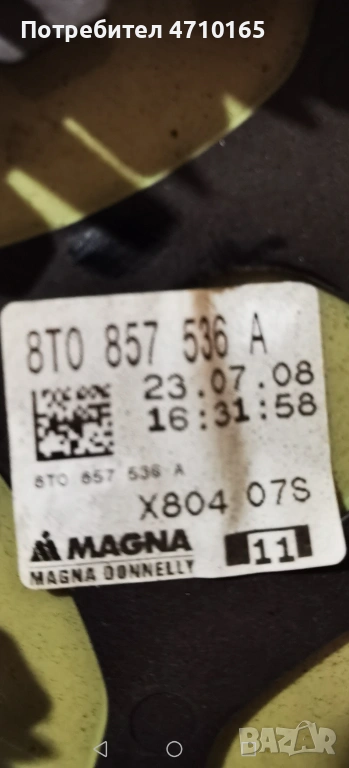 Потребител 4710165
8T0 857 536 A
23.07.08
16:31:58
8T0 857 536 A
X804 07S
MAGNA
MAGNA DONNELLY
11
BAZAR